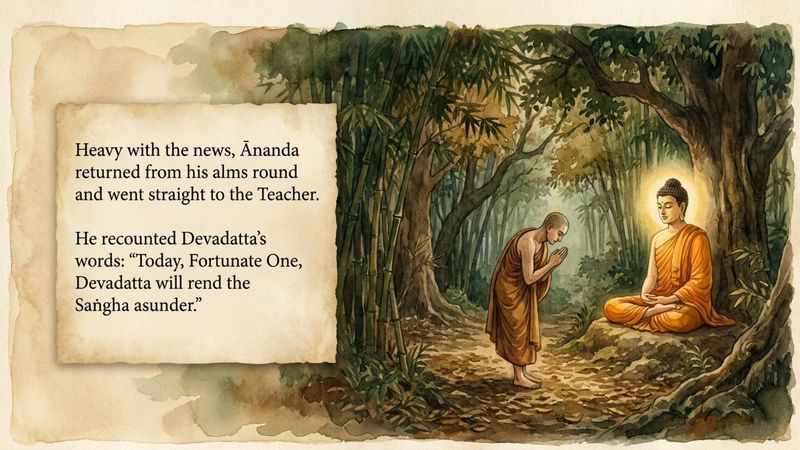 Heavy with the news, Ānanda
returned from his alms round
and went straight to the Teacher.
He recounted Devadatta’s
words: “Today, Fortunate One,
Devadatta will rend the
Saṅgha asunder.”